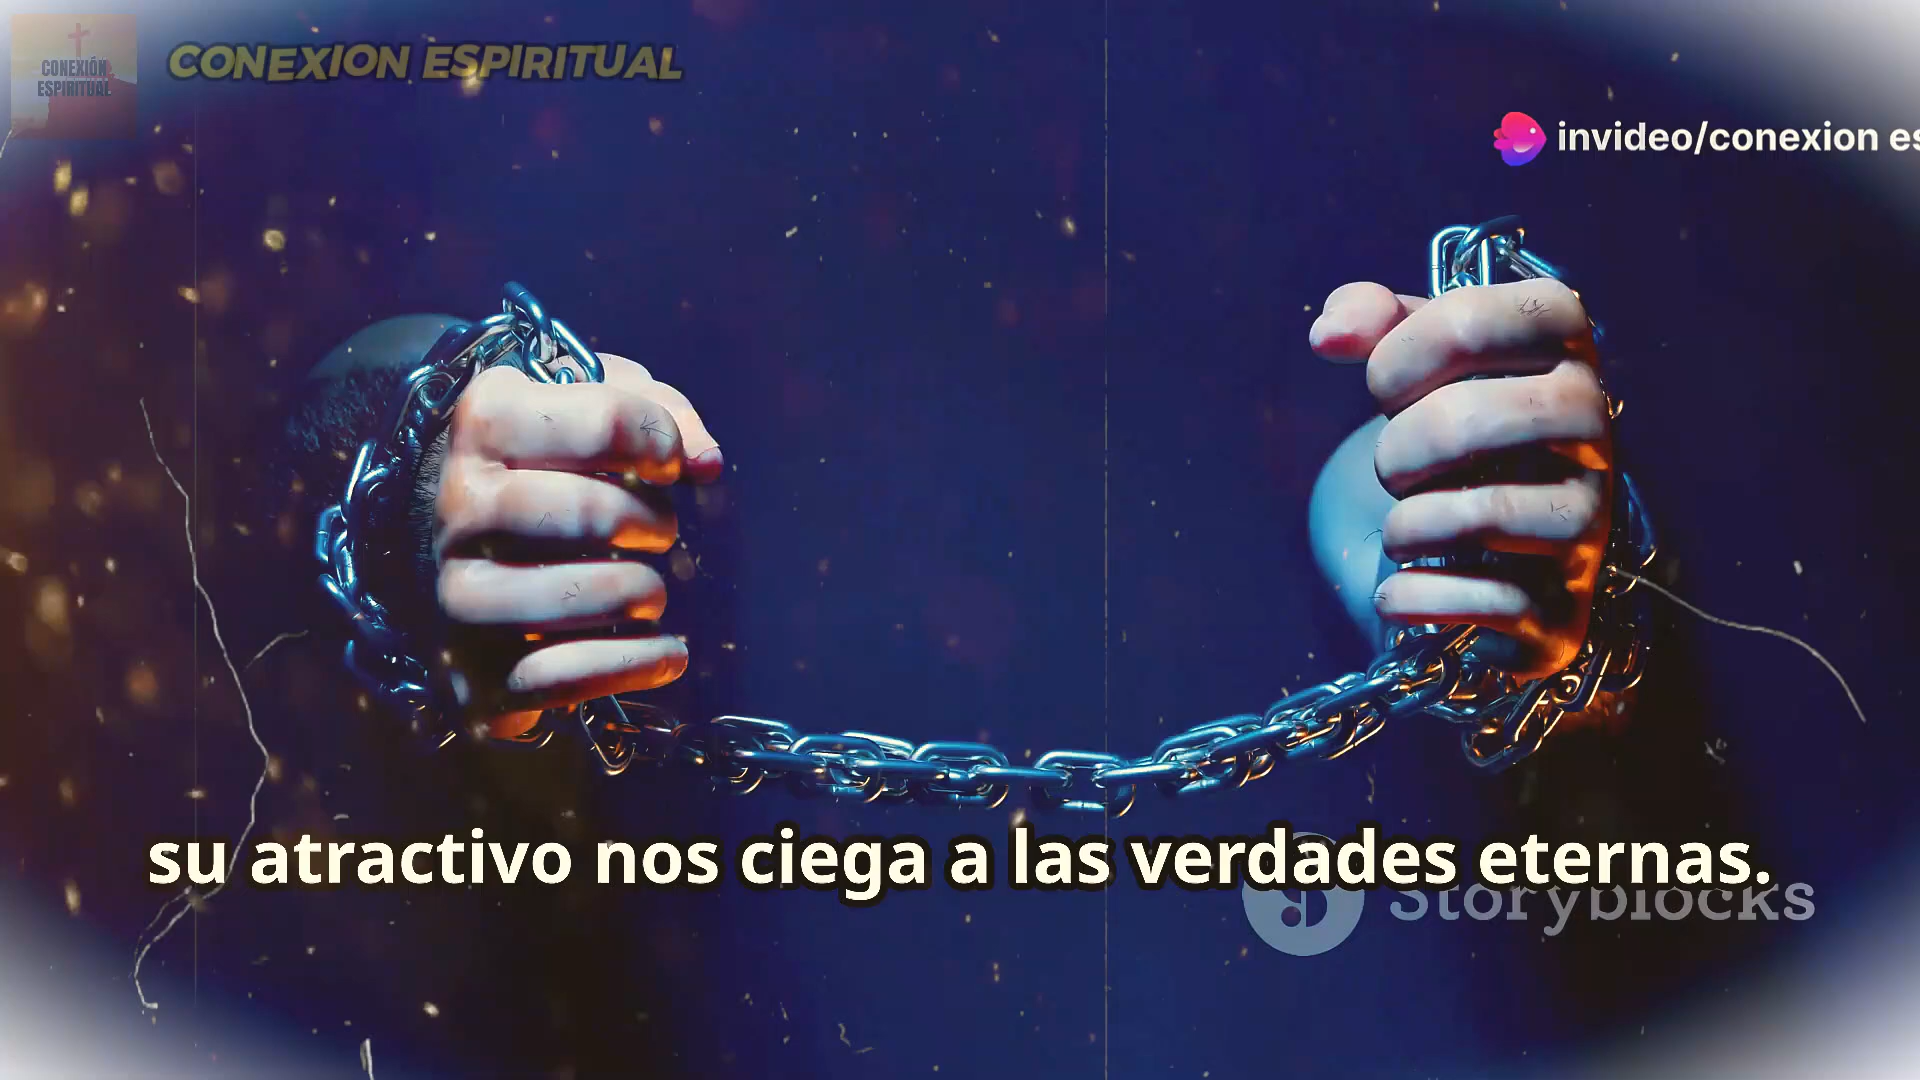 CONEXIÓN
ESPIRITUAL
CONEXION ESPIRITUAL
invideo/conexion es
su atractivo nos ciega a las verdades eternas.
Storyblocks